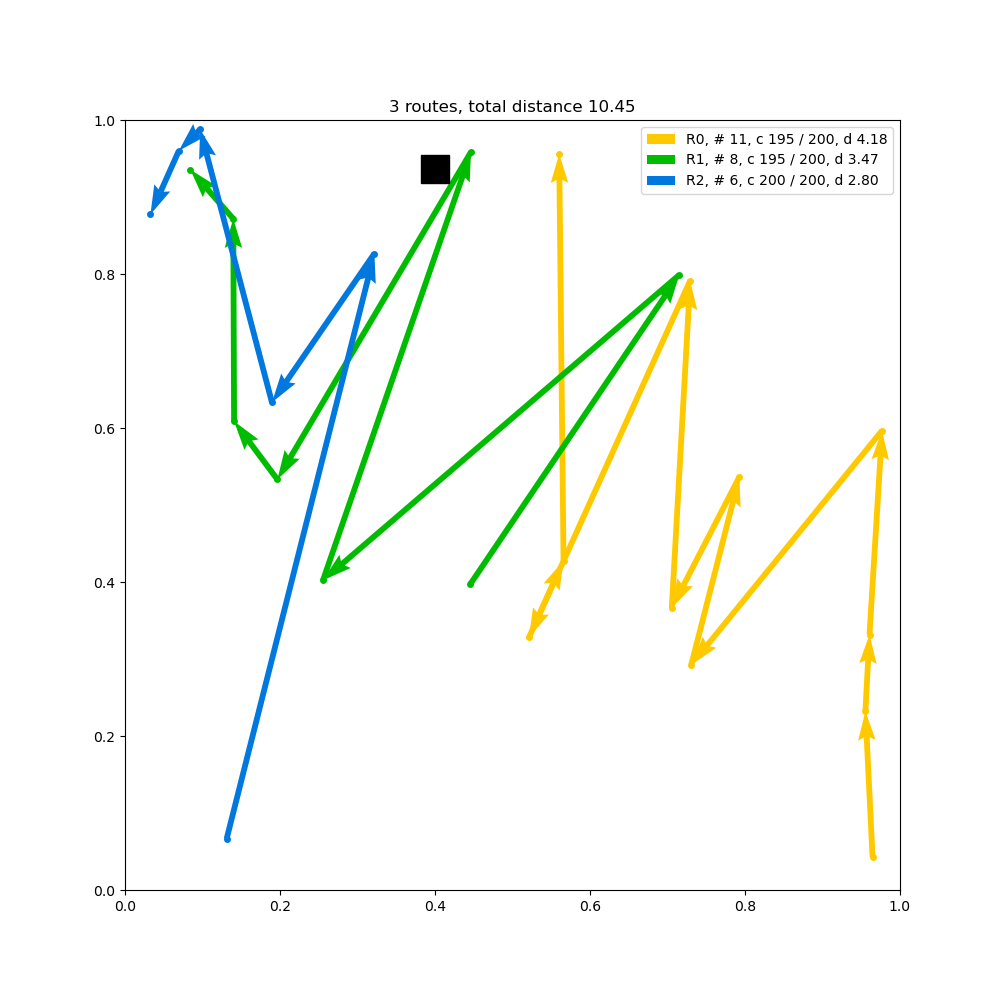 3 routes, total distance 10.45
R0, # 11, c 195 / 200, d 4.18
R1, # 8, c 195 / 200, d 3.47
R2, # 6, c 200 / 200, d 2.80
1.0
0.8
0.6
0.4
0.2
0.0
0.0 0.2 0.4 0.6 0.8 1.0